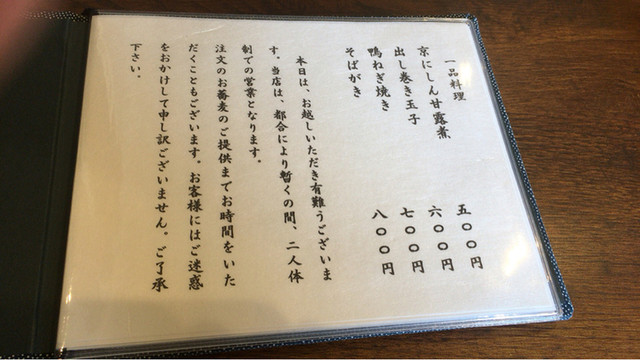 一品料理
京にしん甘露煮 五〇〇円
出し巻き玉子 六〇〇円
鴨ねぎ焼き 七〇〇円
そばがき 八〇〇円
本日は、お越しいただき有難うございま
す。当店は、都合により暫くの間、二人体
制での営業となります。
注文のお蕎麦のご提供までお時間をいた
だくこともございます。お客様にはご迷惑
をおかけして申し訳ございません。ご了承
下さい。